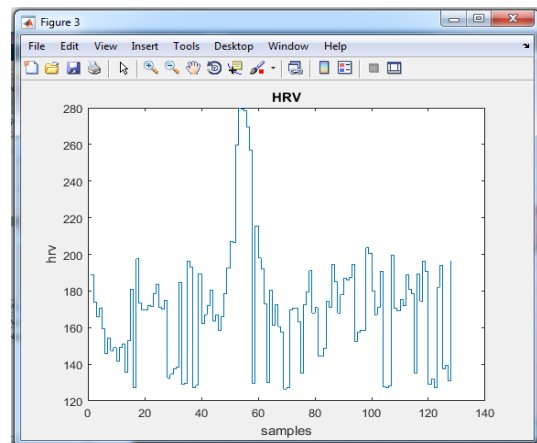 Figure 3
File Edit View Insert Tools Desktop Window Help
HRV
280
260
240
220
200
180
160
140
120
hrv
0 20 40 60 80 100 120 140
samples